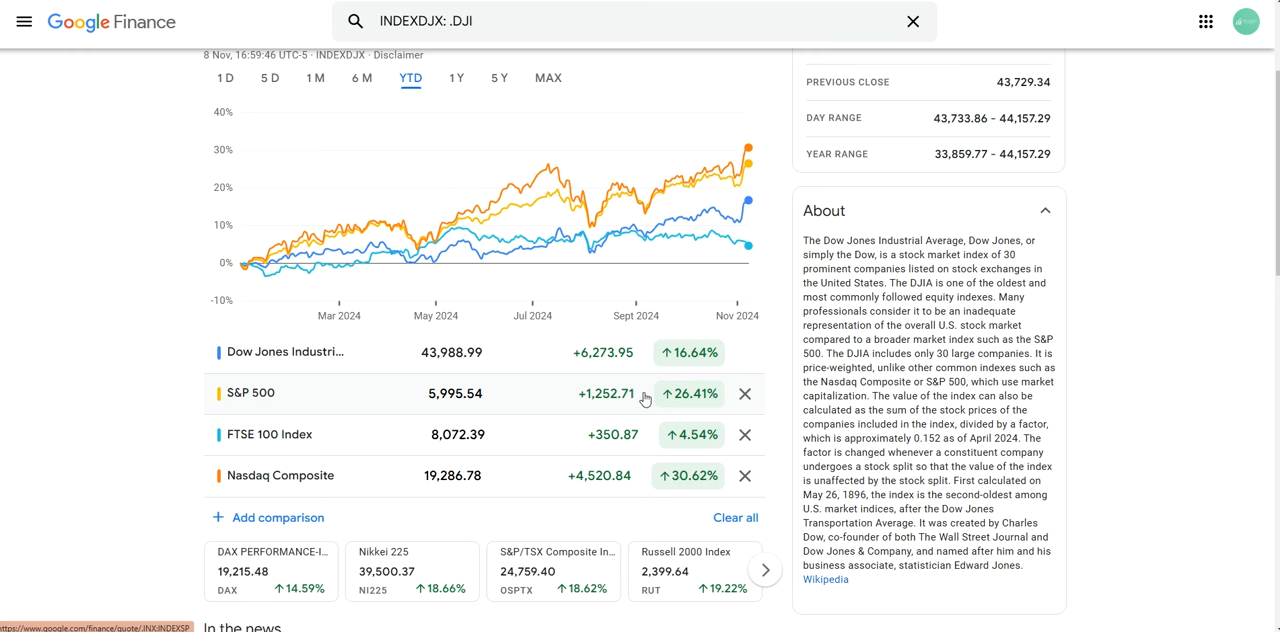 Google Finance
INDEXDJX: .DJI
8 Nov, 16:59:46 UTC-5 · INDEXDJX · Disclaimer
1 D 5 D 1 M 6 M YTD 1 Y 5 Y MAX
40%
30%
20%
10%
0%
-10%
Mar 2024 May 2024 Jul 2024 Sept 2024 Nov 2024
Dow Jones Industri... 43,988.99 +6,273.95 ↑ 16.64%
S&P 500 5,995.54 +1,252.71 ↑ 26.41%
FTSE 100 Index 8,072.39 +350.87 ↑ 4.54%
Nasdaq Composite 19,286.78 +4,520.84 ↑ 30.62%
+ Add comparison Clear all
DAX PERFORMANCE-I...
19,215.48
DAX ↑ 14.59%
Nikkei 225
39,500.37
NI225 ↑ 18.66%
S&P/TSX Composite In...
24,759.40
OSPTX ↑ 18.62%
Russell 2000 Index
2,399.64
RUT ↑ 19.22%
In the news
https://www.google.com/finance/quote/.INX:INDEXSP
PREVIOUS CLOSE 43,729.34
DAY RANGE 43,733.86 - 44,157.29
YEAR RANGE 33,859.77 - 44,157.29
About
The Dow Jones Industrial Average, Dow Jones, or
simply the Dow, is a stock market index of 30
prominent companies listed on stock exchanges in
the United States. The DJIA is one of the oldest and
most commonly followed equity indexes. Many
professionals consider it to be an inadequate
representation of the overall U.S. stock market
compared to a broader market index such as the S&P
500. The DJIA includes only 30 large companies. It is
price-weighted, unlike other common indexes such as
the Nasdaq Composite or S&P 500, which use market
capitalization. The value of the index can also be
calculated as the sum of the stock prices of the
companies included in the index, divided by a factor,
which is approximately 0.152 as of April 2024. The
factor is changed whenever a constituent company
undergoes a stock split so that the value of the index
is unaffected by the stock split. First calculated on
May 26, 1896, the index is the second-oldest among
U.S. market indices, after the Dow Jones
Transportation Average. It was created by Charles
Dow, co-founder of both The Wall Street Journal and
Dow Jones & Company, and named after him and his
business associate, statistician Edward Jones.
Wikipedia